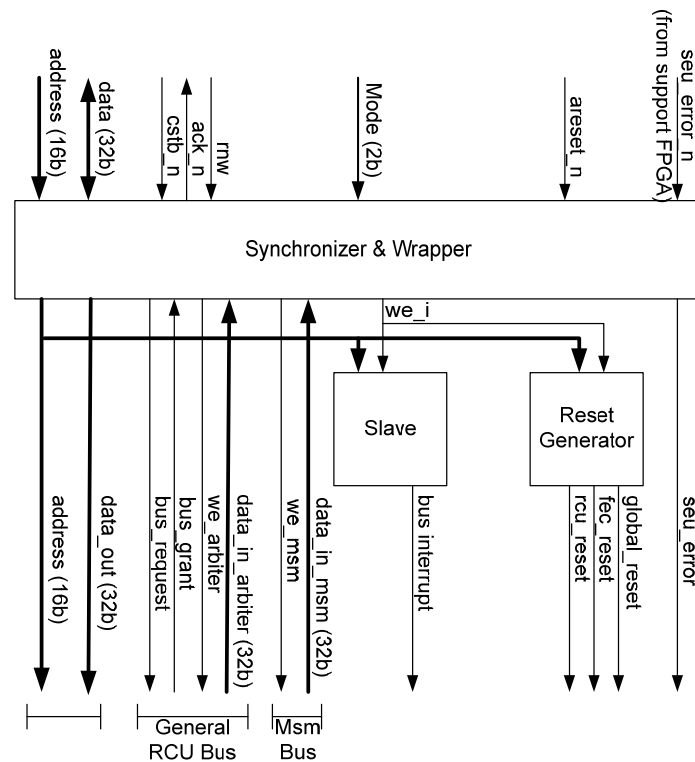 address (16b)
data (32b)
cstb_n
ack_n
rnw
Mode (2b)
areset_n
seu_error_n
(from support FPGA)
Synchronizer & Wrapper
we_i
Slave
Reset
Generator
address (16b)
data_out (32b)
bus_request
bus_grant
we_arbiter
data_in_arbiter (32b)
we_msm
data_in_msm (32b)
bus interrupt
rcu_reset
fec_reset
global_reset
seu_error
General
RCU Bus
Msm
Bus